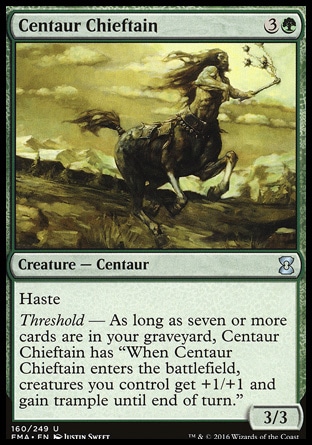 Centaur Chieftain 3
Creature — Centaur
Haste
Threshold — As long as seven or more
cards are in your graveyard, Centaur
Chieftain has “When Centaur
Chieftain enters the battlefield,
creatures you control get +1/+1 and
gain trample until end of turn.”
3/3
160/249 U
EMA • EN Justin Sweet
™ & © 2016 Wizards of the Coast